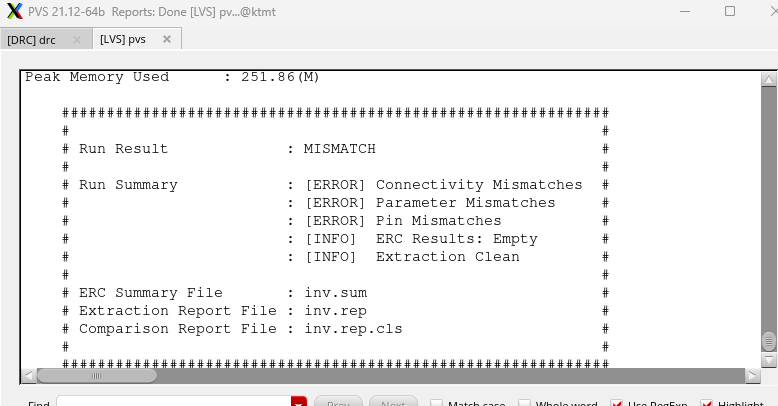 PVS 21.12-64b Reports: Done [LVS] pv...@ktmt
[DRC] drc
[LVS] pvs
Peak Memory Used : 251.86(M)
################################################################
# #
# Run Result : MISMATCH
# #
# Run Summary : [ERROR] Connectivity Mismatches #
# : [ERROR] Parameter Mismatches #
# : [ERROR] Pin Mismatches #
# : [INFO] ERC Results: Empty #
# : [INFO] Extraction Clean #
# #
# ERC Summary File : inv.sum #
# Extraction Report File : inv.rep #
# Comparison Report File : inv.rep.cls #
# #
################################################################
Find Prev Next Match case Whole word Use RegExp Highlight